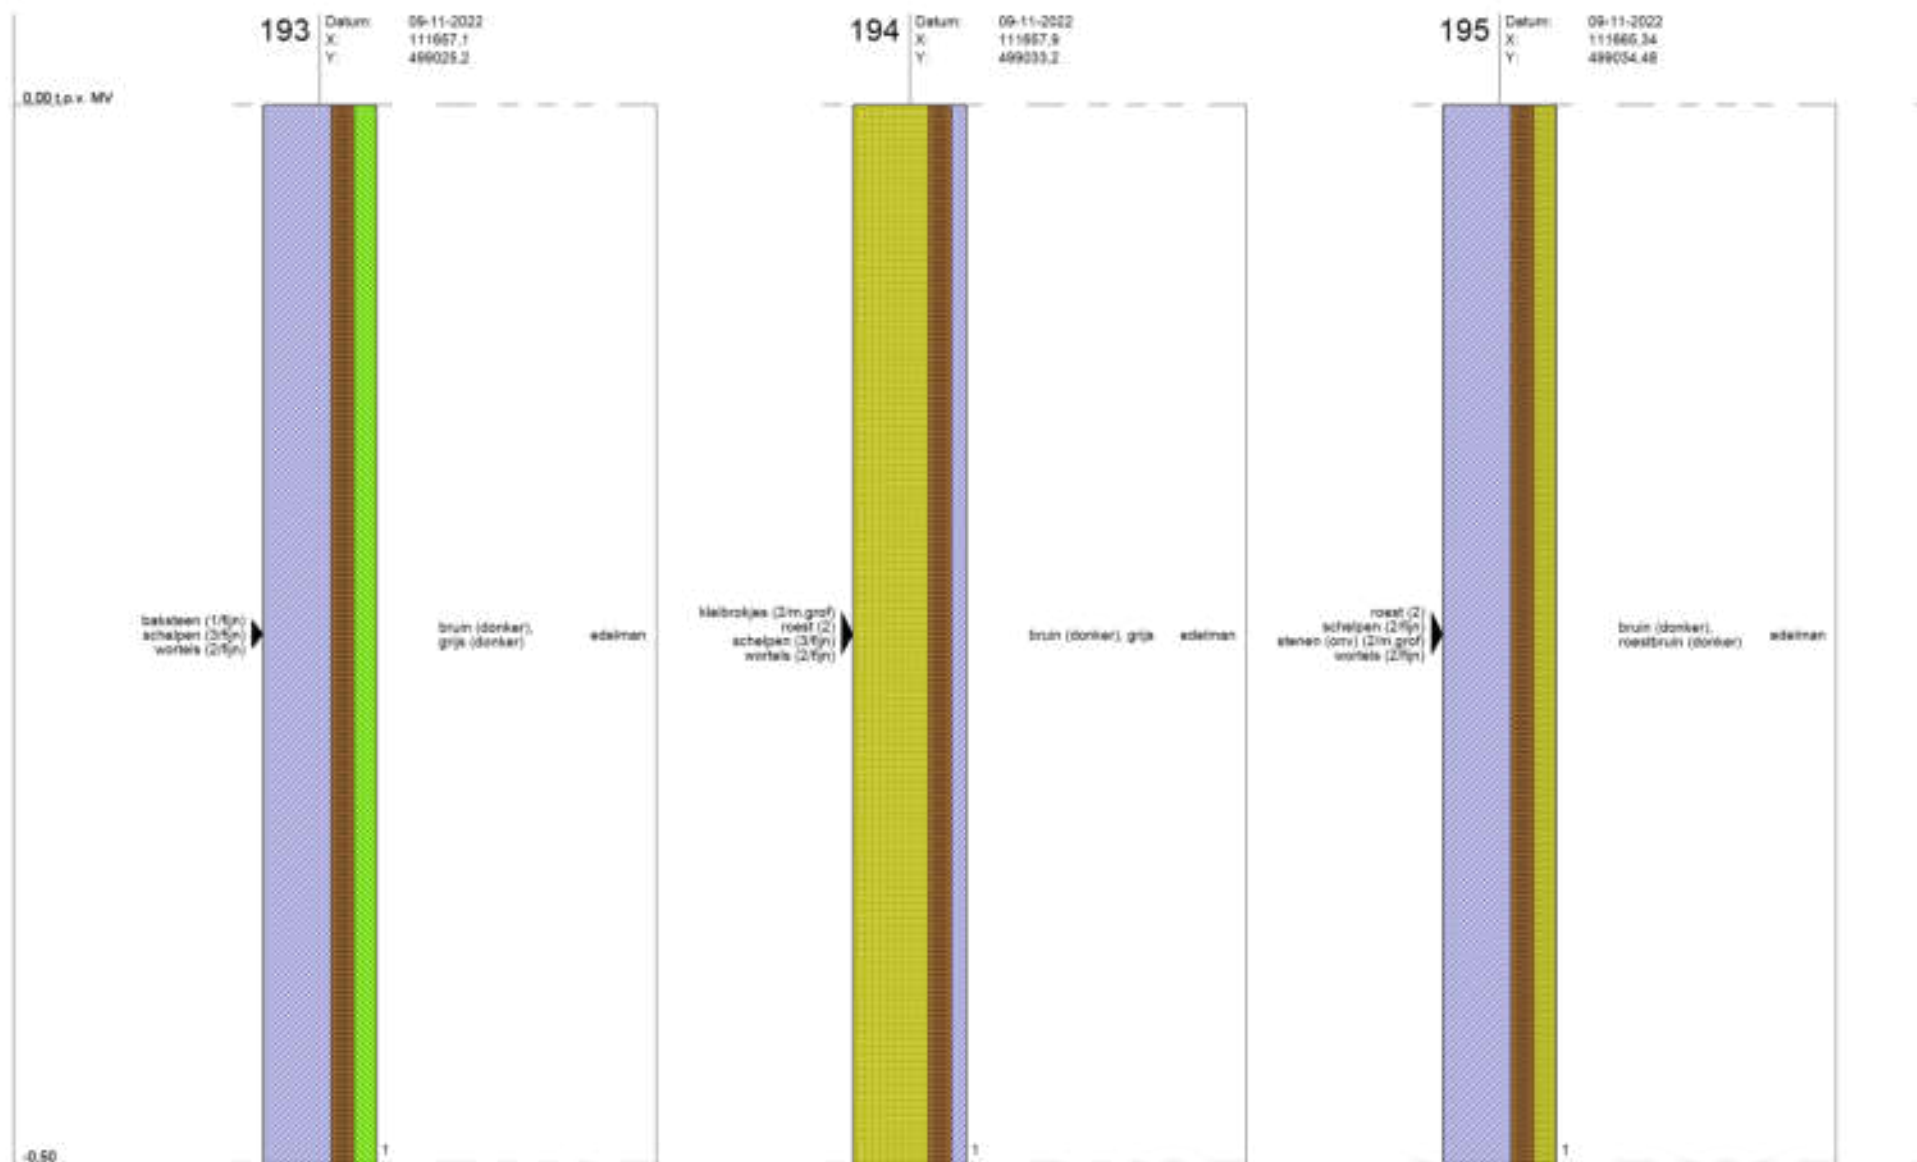 193
Datum: 09-11-2022
X: 111657,1
Y: 499025,2
194
Datum: 09-11-2022
X: 111657,9
Y: 499033,2
195
Datum: 09-11-2022
X: 111665,34
Y: 499034,48
0.00 t.o.v. MV
baksteen (1/fijn)
schelpen (3/fijn)
wortels (2/fijn)
bruin (donker),
grijs (donker)
edelman
kleibrokjes (2/m.grof)
roest (2)
schelpen (3/fijn)
wortels (2/fijn)
bruin (donker), grijs
edelman
roest (2)
schelpen (2/fijn)
stenen (onv) (2/m.grof)
wortels (2/fijn)
bruin (donker),
roestbruin (donker)
edelman
-0.50
1
1
1